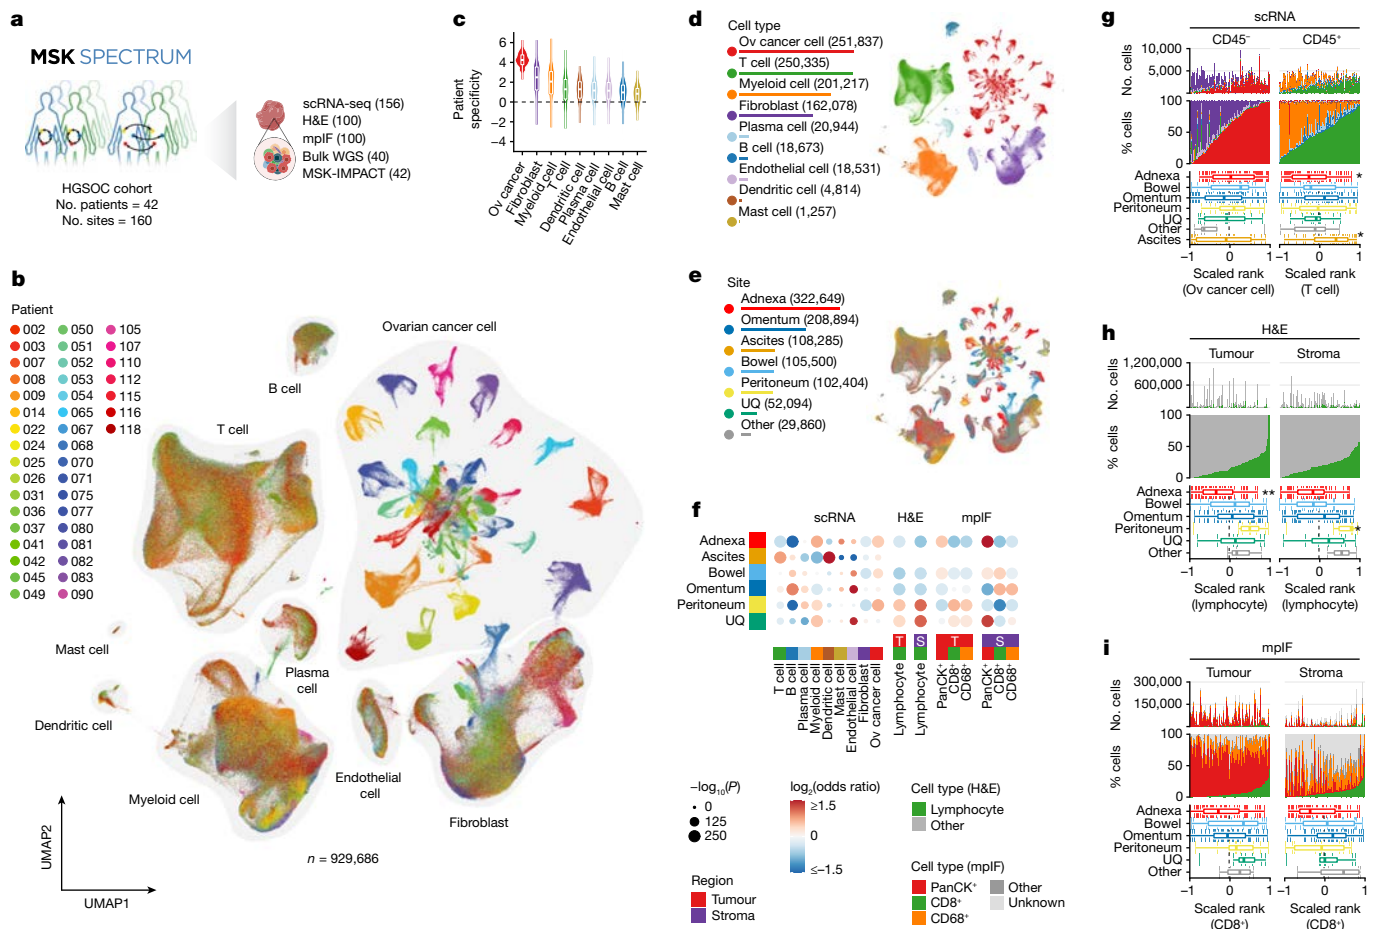 a
MSK SPECTRUM
HGSOC cohort
No. patients = 42
No. sites = 160
scRNA-seq (156)
H&E (100)
mpIF (100)
Bulk WGS (40)
MSK-IMPACT (42)
b
Patient
002
003
007
008
009
014
022
024
025
026
031
036
037
041
042
045
049
050
051
052
053
054
065
067
068
070
071
075
077
080
081
082
083
090
105
107
110
112
115
116
118
B cell
T cell
Ovarian cancer cell
Mast cell
Plasma cell
Dendritic cell
Myeloid cell
Endothelial cell
Fibroblast
n = 929,686
UMAP2
UMAP1
c
Patient specificity
6
4
2
0
−2
−4
Ov cancer
Fibroblast
Myeloid cell
T cell
Dendritic cell
Plasma cell
Endothelial cell
B cell
Mast cell
d
Cell type
Ov cancer cell (251,837)
T cell (250,335)
Myeloid cell (201,217)
Fibroblast (162,078)
Plasma cell (20,944)
B cell (18,673)
Endothelial cell (18,531)
Dendritic cell (4,814)
Mast cell (1,257)
e
Site
Adnexa (322,649)
Omentum (208,894)
Ascites (108,285)
Bowel (105,500)
Peritoneum (102,404)
UQ (52,094)
Other (29,860)
f
scRNA H&E mpIF
Adnexa
Ascites
Bowel
Omentum
Peritoneum
UQ
T S T S
T cell
B cell
Plasma cell
Myeloid cell
Dendritic cell
Mast cell
Endothelial cell
Fibroblast
Ov cancer cell
Lymphocyte
Lymphocyte
PanCK⁺
CD8⁺
CD68⁺
PanCK⁺
CD8⁺
CD68⁺
−log₁₀(P)
0
125
250
log₂(odds ratio)
≥1.5
0
≤−1.5
Region
Tumour
Stroma
Cell type (H&E)
Lymphocyte
Other
Cell type (mpIF)
PanCK⁺
CD8⁺
CD68⁺
Other
Unknown
g
scRNA
CD45⁻ CD45⁺
No. cells
10,000
5,000
% cells
100
50
0
Adnexa *
Bowel
Omentum
Peritoneum
UQ
Other
Ascites *
−1 0 1 0 1
Scaled rank (Ov cancer cell)
Scaled rank (T cell)
h
H&E
Tumour Stroma
No. cells
1,200,000
600,000
% cells
100
50
0
Adnexa **
Bowel
Omentum
Peritoneum *
UQ
Other
−1 0 1 0 1
Scaled rank (lymphocyte)
Scaled rank (lymphocyte)
i
mpIF
Tumour Stroma
No. cells
300,000
150,000
% cells
100
50
0
Adnexa
Bowel
Omentum
Peritoneum
UQ
Other
−1 0 1 −1 0 1
Scaled rank (CD8⁺)
Scaled rank (CD8⁺)